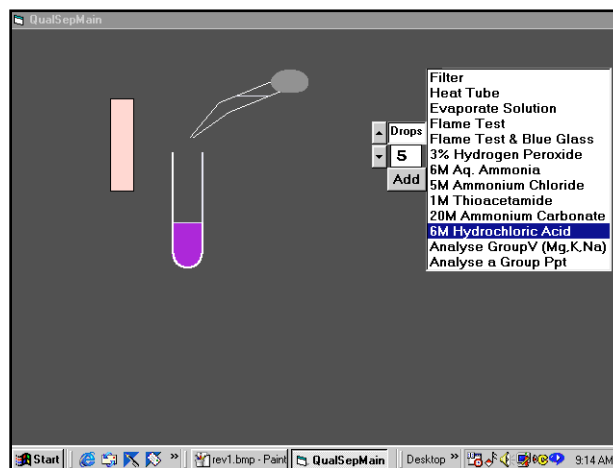 QualSepMain
Filter
Heat Tube
Evaporate Solution
Flame Test
Flame Test & Blue Glass
3% Hydrogen Peroxide
6M Aq. Ammonia
5M Ammonium Chloride
1M Thioacetamide
20M Ammonium Carbonate
6M Hydrochloric Acid
Analyse GroupV (Mg,K,Na)
Analyse a Group Ppt
Drops
5
Add
Start » rev1.bmp - Paint QualSepMain Desktop » 9:14 AM